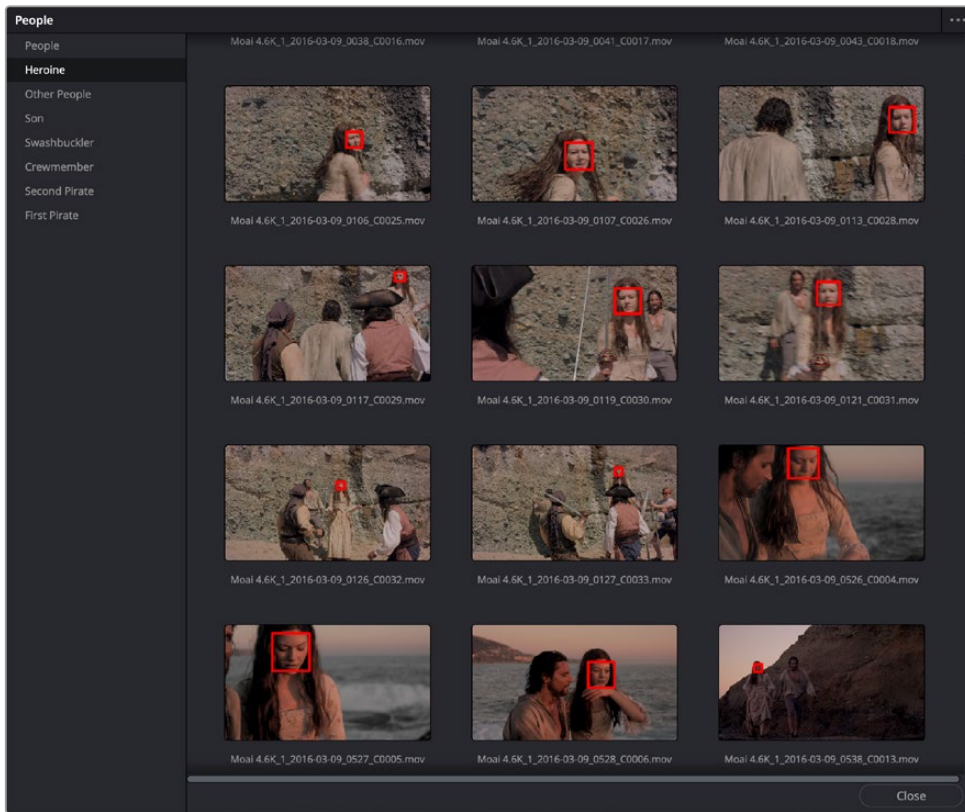 People
People
Heroine
Other People
Son
Swashbuckler
Crewmember
Second Pirate
First Pirate
Moai 4.6K_1_2016-03-09_0038_C0016.mov
Moai 4.6K_1_2016-03-09_0041_C0017.mov
Moai 4.6K_1_2016-03-09_0043_C0018.mov
Moai 4.6K_1_2016-03-09_0106_C0025.mov
Moai 4.6K_1_2016-03-09_0107_C0026.mov
Moai 4.6K_1_2016-03-09_0113_C0028.mov
Moai 4.6K_1_2016-03-09_0117_C0029.mov
Moai 4.6K_1_2016-03-09_0119_C0030.mov
Moai 4.6K_1_2016-03-09_0121_C0031.mov
Moai 4.6K_1_2016-03-09_0126_C0032.mov
Moai 4.6K_1_2016-03-09_0127_C0033.mov
Moai 4.6K_1_2016-03-09_0526_C0004.mov
Moai 4.6K_1_2016-03-09_0527_C0005.mov
Moai 4.6K_1_2016-03-09_0528_C0006.mov
Moai 4.6K_1_2016-03-09_0538_C0013.mov
Close